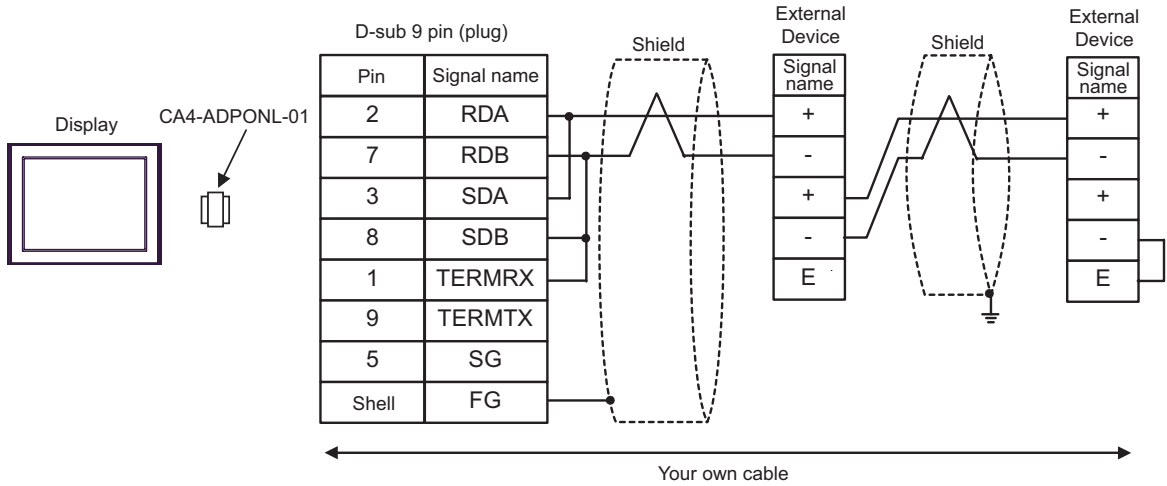 D-sub 9 pin (plug)
Shield
External
Device
Shield
External
Device
Display
CA4-ADPONL-01
Pin Signal name
2 RDA
7 RDB
3 SDA
8 SDB
1 TERMRX
9 TERMTX
5 SG
Shell FG
Signal
name
+
-
+
-
E
Signal
name
+
-
+
-
E
Your own cable